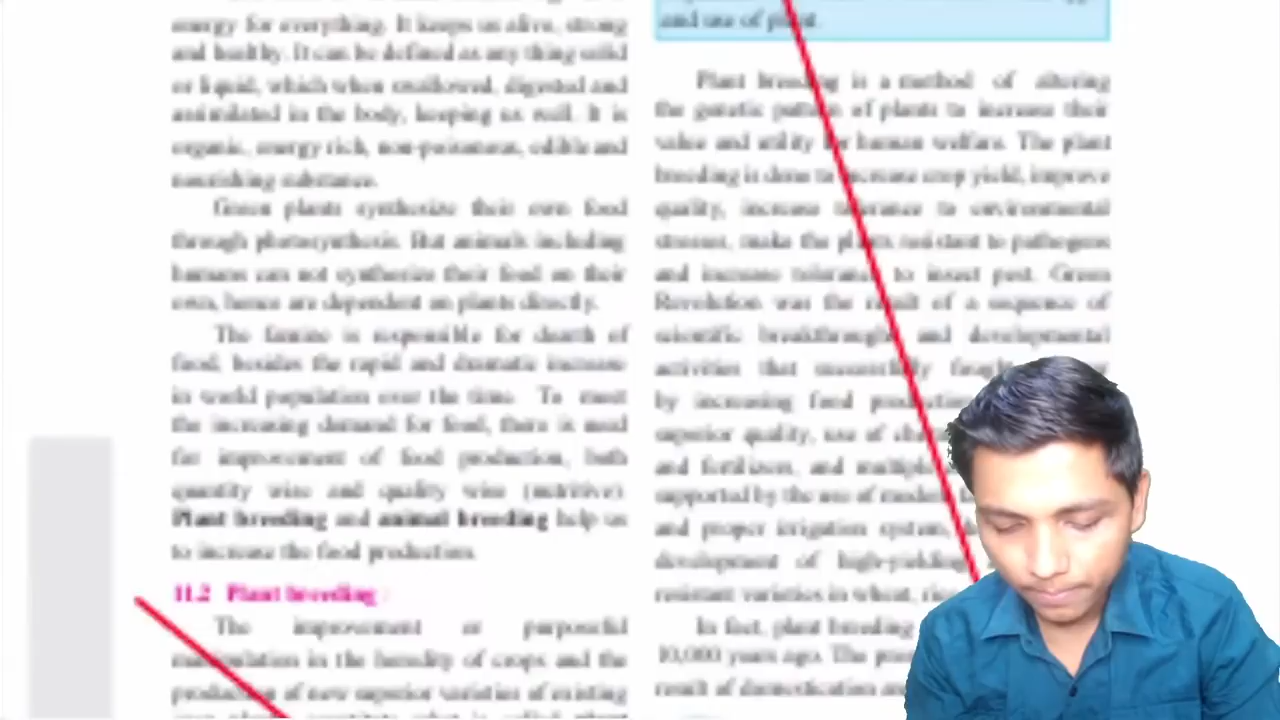 energy for everything. It keeps us alive, strong
and healthy. It can be defined as any thing solid
or liquid, which when swallowed, digested and
assimilated in the body, keeping us well. It is
organic, energy rich, non-poisonous, edible and
nourishing substance.
Green plants synthesize their own food
through photosynthesis. But animals including
humans can not synthesize their food on their
own, hence are dependent on plants directly.
The famine is responsible for dearth of
food, besides the rapid and dramatic increase
in world population over the time. To meet
the increasing demand for food, there is need
for improvement of food production, both
quantity wise and quality wise (nutritive).
Plant breeding and animal breeding help us
to increase the food production.
11.2 Plant breeding :
The improvement or purposeful
manipulation in the heredity of crops and the
production of new superior varieties of existing
and use of plant.
Plant breeding is a method of altering
the genetic pattern of plants to increase their
value and utility for human welfare. The plant
breeding is done to increase crop yield, improve
quality, increase tolerance to environmental
stresses, make the plants resistant to pathogens
and increase tolerance to insect pest. Green
Revolution was the result of a sequence of
scientific breakthroughs and developmental
activities that successfully fought
by increasing food production
superior quality, use of
and fertilizers, and multiple
supported by the use of modern
and proper irrigation system,
development of high-yielding
resistant varieties in wheat, rice
In fact, plant breeding
10,000 years ago. The
result of domestication